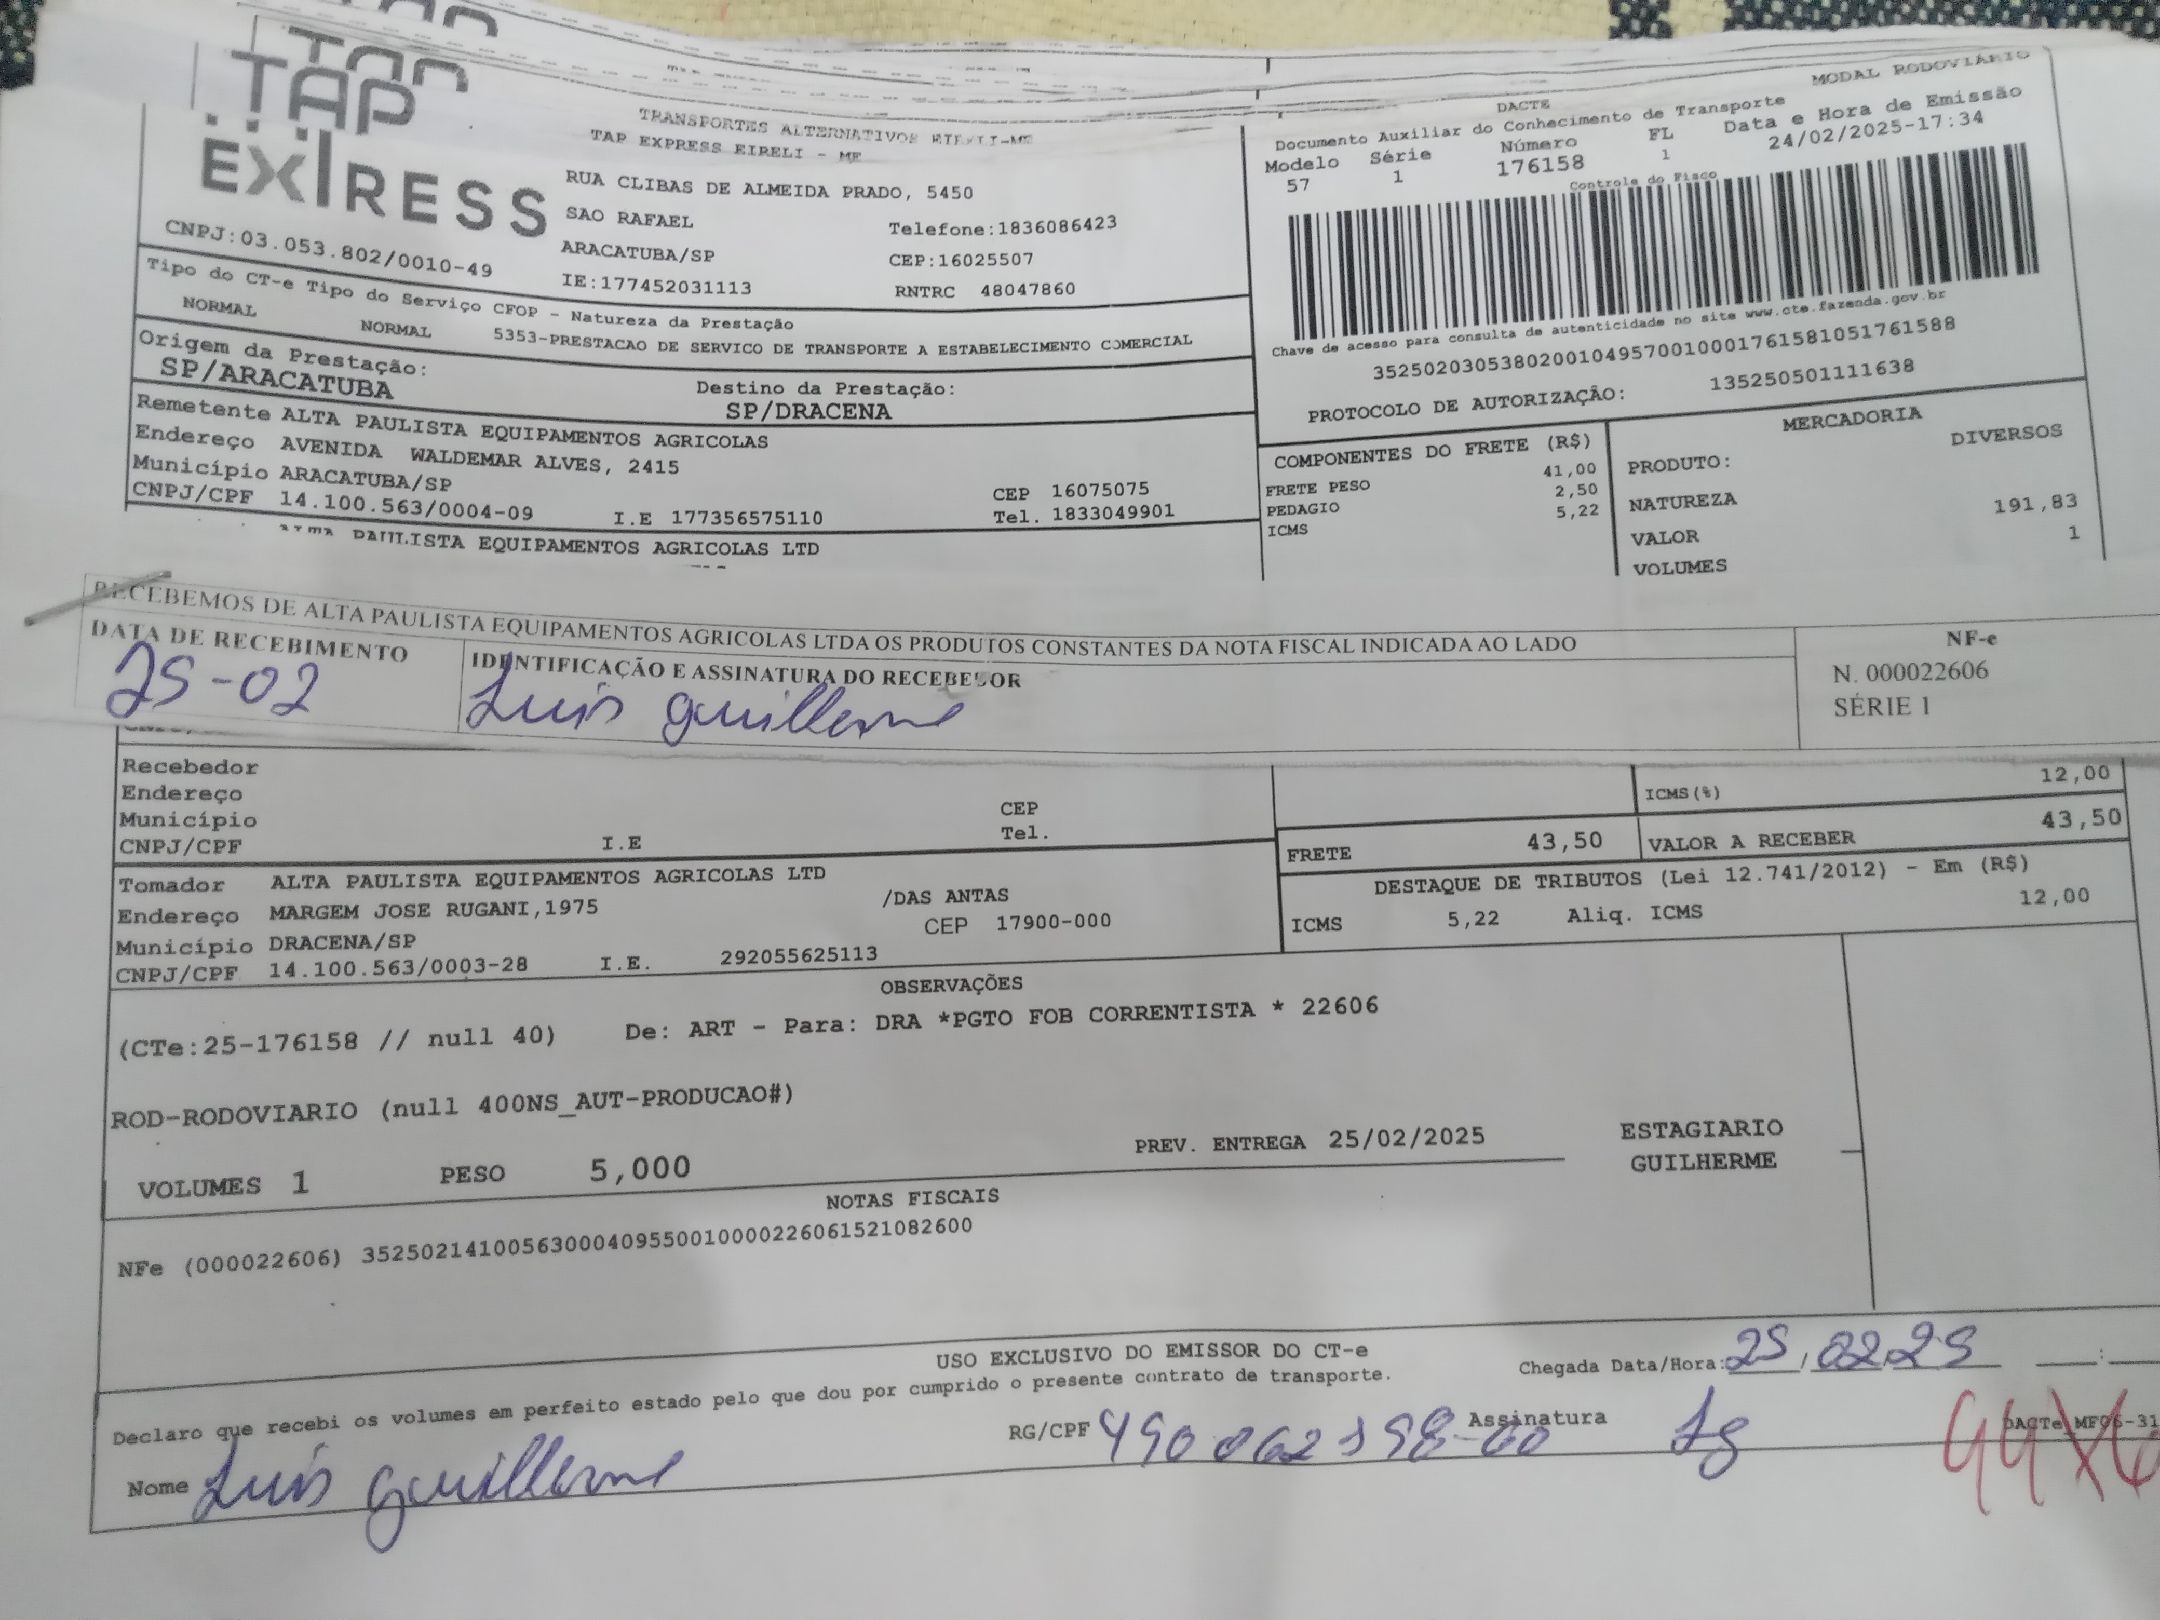 TAP
EXPRESS
TRANSPORTES ALTERNATIVOS EIRELI-ME
TAP EXPRESS EIRELI - ME
RUA CLIBAS DE ALMEIDA PRADO, 5450
SAO RAFAEL Telefone:1836086423
ARACATUBA/SP CEP:16025507
IE:177452031113 RNTRC 48047860
CNPJ:03.053.802/0010-49
MODAL RODOVIÁRIO
DACTE
Documento Auxiliar do Conhecimento de Transporte
Modelo Série Número FL Data e Hora de Emissão
57 1 176158 1 24/02/2025-17:34
Controle do Fisco
Chave de acesso para consulta de autenticidade no site www.cte.fazenda.gov.br
35250203053802001049570010001761581051761588
PROTOCOLO DE AUTORIZAÇÃO: 135250501111638
Tipo do CT-e Tipo do Serviço CFOP - Natureza da Prestação
NORMAL NORMAL 5353-PRESTACAO DE SERVICO DE TRANSPORTE A ESTABELECIMENTO COMERCIAL
Origem da Prestação: Destino da Prestação:
SP/ARACATUBA SP/DRACENA
Remetente ALTA PAULISTA EQUIPAMENTOS AGRICOLAS
Endereço AVENIDA WALDEMAR ALVES, 2415
Município ARACATUBA/SP CEP 16075075
CNPJ/CPF 14.100.563/0004-09 I.E 177356575110 Tel. 1833049901
PAULISTA EQUIPAMENTOS AGRICOLAS LTD
COMPONENTES DO FRETE (R$)
FRETE PESO 41,00
PEDAGIO 2,50
ICMS 5,22
MERCADORIA
PRODUTO: DIVERSOS
NATUREZA
VALOR 191,83
VOLUMES 1
RECEBEMOS DE ALTA PAULISTA EQUIPAMENTOS AGRICOLAS LTDA OS PRODUTOS CONSTANTES DA NOTA FISCAL INDICADA AO LADO
DATA DE RECEBIMENTO IDENTIFICAÇÃO E ASSINATURA DO RECEBEDOR
25-02 Luis guilherme
NF-e
N. 000022606
SÉRIE 1
Recebedor
Endereço
Município CEP
CNPJ/CPF I.E Tel.
ICMS(%) 12,00
FRETE 43,50 VALOR A RECEBER 43,50
Tomador ALTA PAULISTA EQUIPAMENTOS AGRICOLAS LTD
Endereço MARGEM JOSE RUGANI,1975 /DAS ANTAS
Município DRACENA/SP CEP 17900-000
CNPJ/CPF 14.100.563/0003-28 I.E. 292055625113
DESTAQUE DE TRIBUTOS (Lei 12.741/2012) - Em (R$)
ICMS 5,22 Aliq. ICMS 12,00
OBSERVAÇÕES
(CTe:25-176158 // null 40) De: ART - Para: DRA *PGTO FOB CORRENTISTA * 22606
ROD-RODOVIARIO (null 400NS_AUT-PRODUCAO#)
VOLUMES 1 PESO 5,000 PREV. ENTREGA 25/02/2025
ESTAGIARIO
GUILHERME
NOTAS FISCAIS
NFe (000022606) 35250214100563000409550010000226061521082600
USO EXCLUSIVO DO EMISSOR DO CT-e
Declaro que recebi os volumes em perfeito estado pelo que dou por cumprido o presente contrato de transporte.
Chegada Data/Hora: 25/02/25
Nome Luis guilherme
RG/CPF 490062198-00 Assinatura Lg
DACTe MF06-31